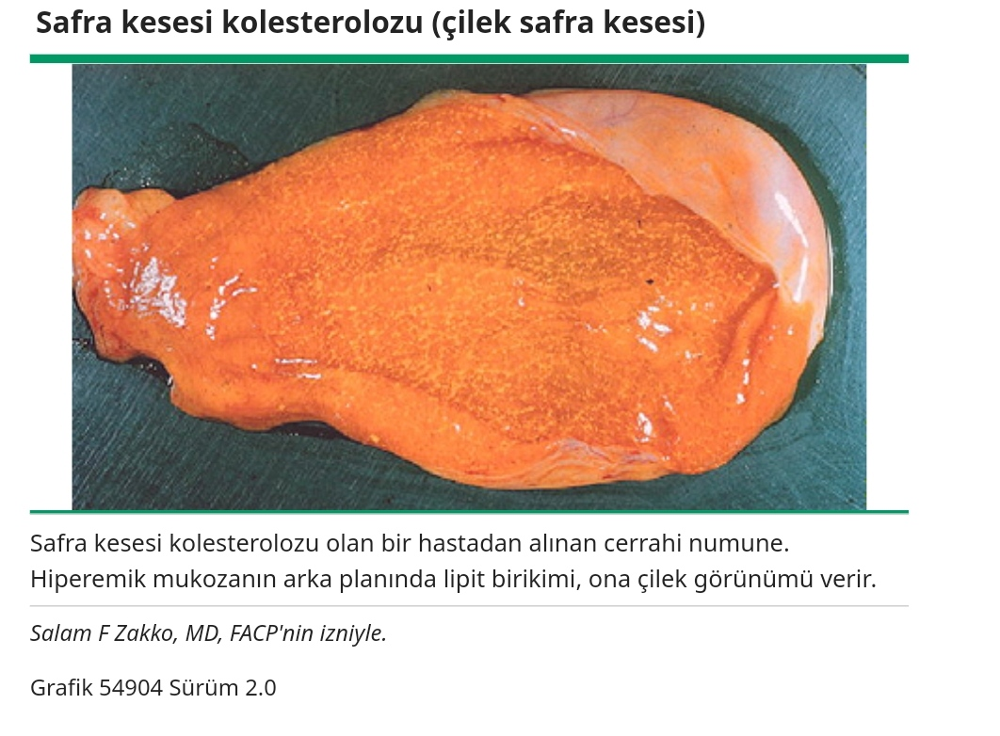 Safra kesesi kolesterolozu (çilek safra kesesi)
Safra kesesi kolesterolozu olan bir hastadan alınan cerrahi numune.
Hiperemik mukozanın arka planında lipit birikimi, ona çilek görünümü verir.
Salam F Zakko, MD, FACP'nin izniyle.
Grafik 54904 Sürüm 2.0